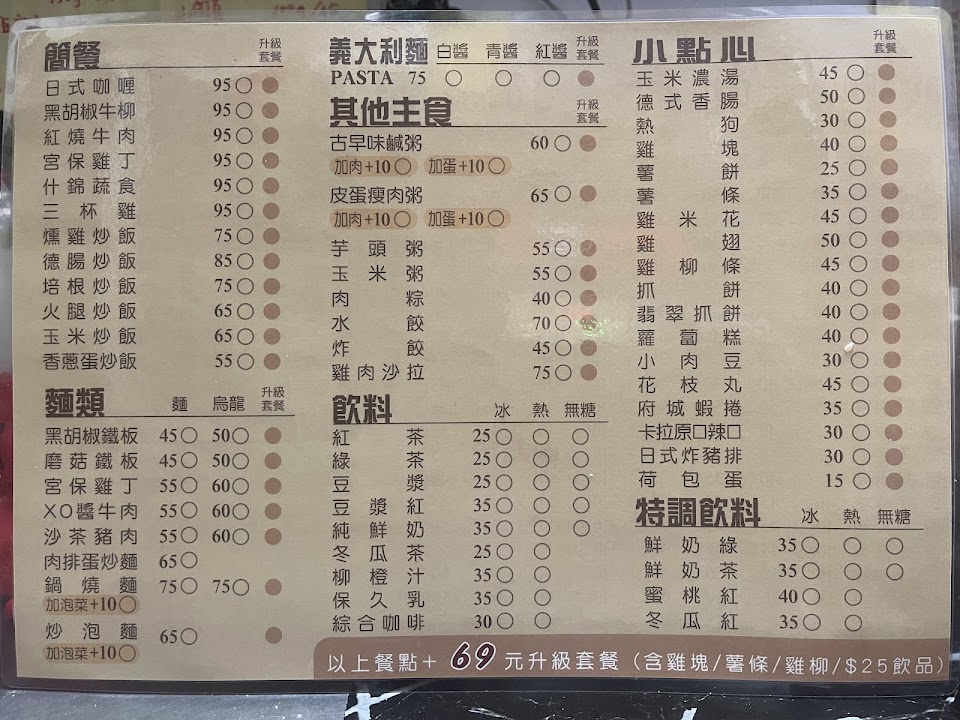 簡餐 升級套餐
日式咖喱 95○
黑胡椒牛柳 95○
紅燒牛肉 95○
宮保雞丁 95○
什錦蔬食 95○
三杯雞 95○
燻雞炒飯 75○
德腸炒飯 85○
培根炒飯 75○
火腿炒飯 65○
玉米炒飯 65○
香蔥蛋炒飯 55○
麵類 麵 烏龍 升級套餐
黑胡椒鐵板 45○ 50○
磨菇鐵板 45○ 50○
宮保雞丁 55○ 60○
XO醬牛肉 55○ 60○
沙茶豬肉 55○ 60○
肉排蛋炒麵 65○
鍋燒麵 75○ 75○
加泡菜+10○
炒泡麵 65○
加泡菜+10○
義大利麵 白醬 青醬 紅醬 升級套餐
PASTA 75 ○ ○ ○
其他主食 升級套餐
古早味鹹粥 60○
加肉+10○ 加蛋+10○
皮蛋瘦肉粥 65○
加肉+10○ 加蛋+10○
芋頭粥 55○
玉米粥 55○
肉粽 40○
水餃 70○
炸餃 45○
雞肉沙拉 75○
飲料 冰 熱 無糖
紅茶 25○ ○ ○
綠茶 25○ ○ ○
豆漿 25○ ○ ○
豆漿紅 35○ ○ ○
純鮮奶 35○ ○ ○
冬瓜茶 25○ ○
柳橙汁 35○ ○
保久乳 35○ ○
綜合咖啡 30○ ○
小點心 升級套餐
玉米濃湯 45○
德式香腸 50○
熱狗 30○
雞塊 40○
薯餅 25○
薯條 35○
雞米花 45○
雞翅 50○
雞柳條 45○
抓餅 40○
翡翠抓餅 40○
蘿蔔糕 40○
小肉豆 30○
花枝丸 45○
府城蝦捲 35○
卡拉原□辣□ 30○
日式炸豬排 30○
荷包蛋 15○
特調飲料 冰 熱 無糖
鮮奶綠 35○ ○ ○
鮮奶茶 35○ ○ ○
蜜桃紅 40○ ○
冬瓜紅 35○ ○
以上餐點+69元升級套餐（含雞塊/薯條/雞柳/$25飲品）